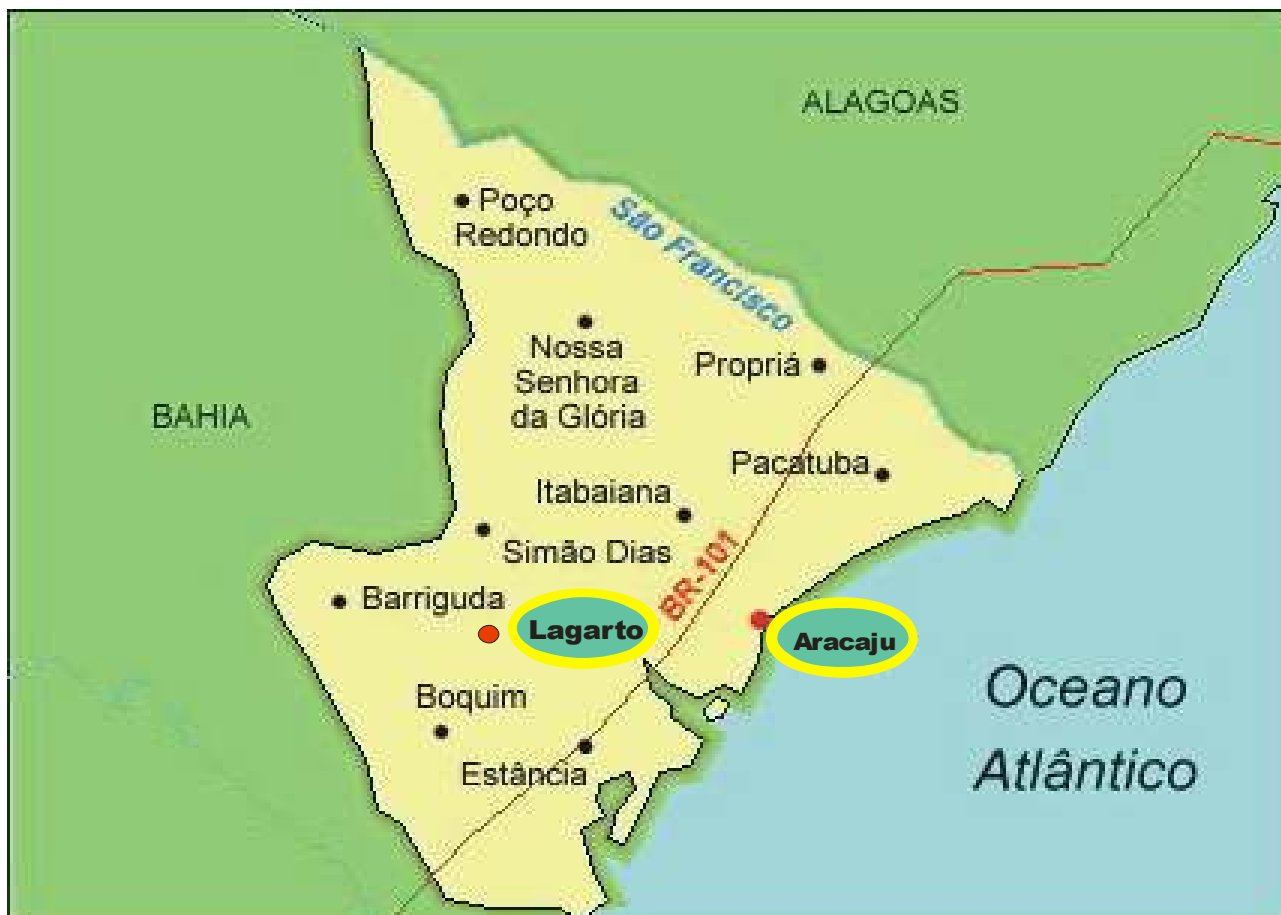 ALAGOAS
Poço
Redondo
São Francisco
Nossa
Senhora
da Glória
Propriá
BAHIA
Pacatuba
Itabaiana
Simão Dias
BR-101
Barriguda
Lagarto
Aracaju
Boquim
Estância
Oceano
Atlântico